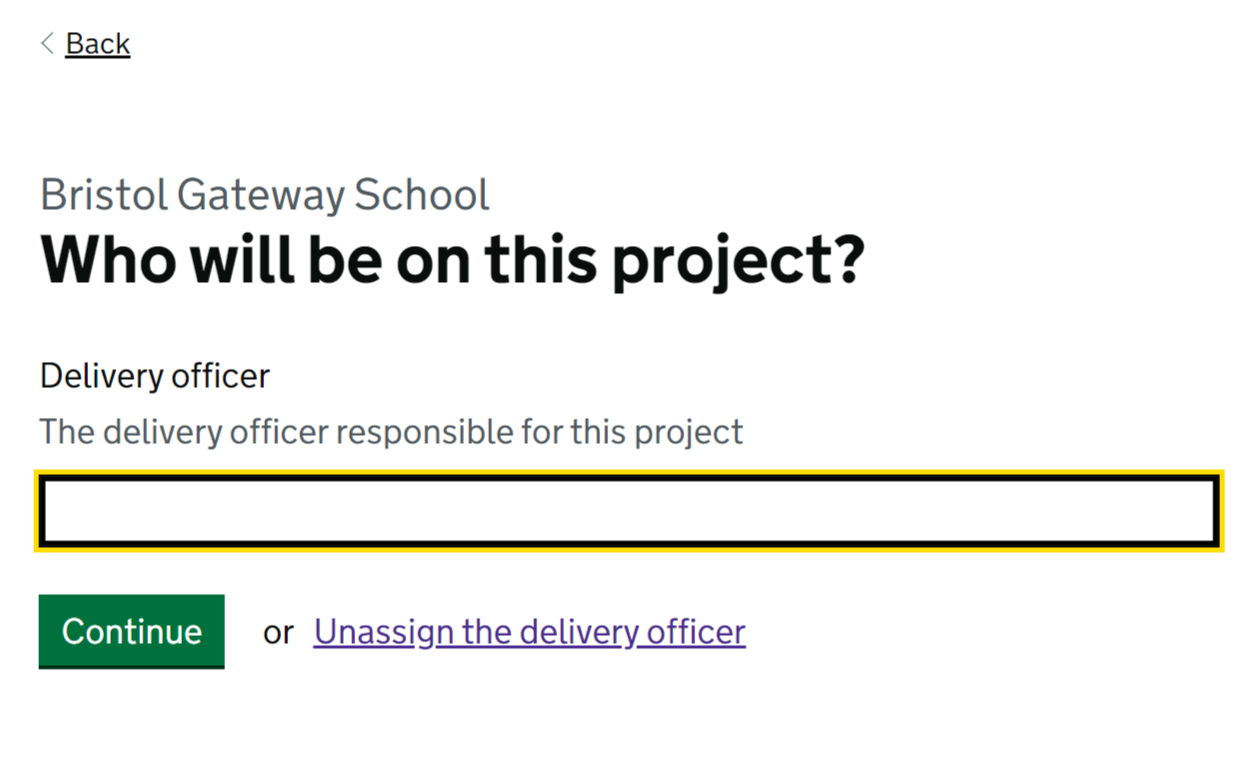 Back
Bristol Gateway School
Who will be on this project?
Delivery officer
The delivery officer responsible for this project
Continue or Unassign the delivery officer